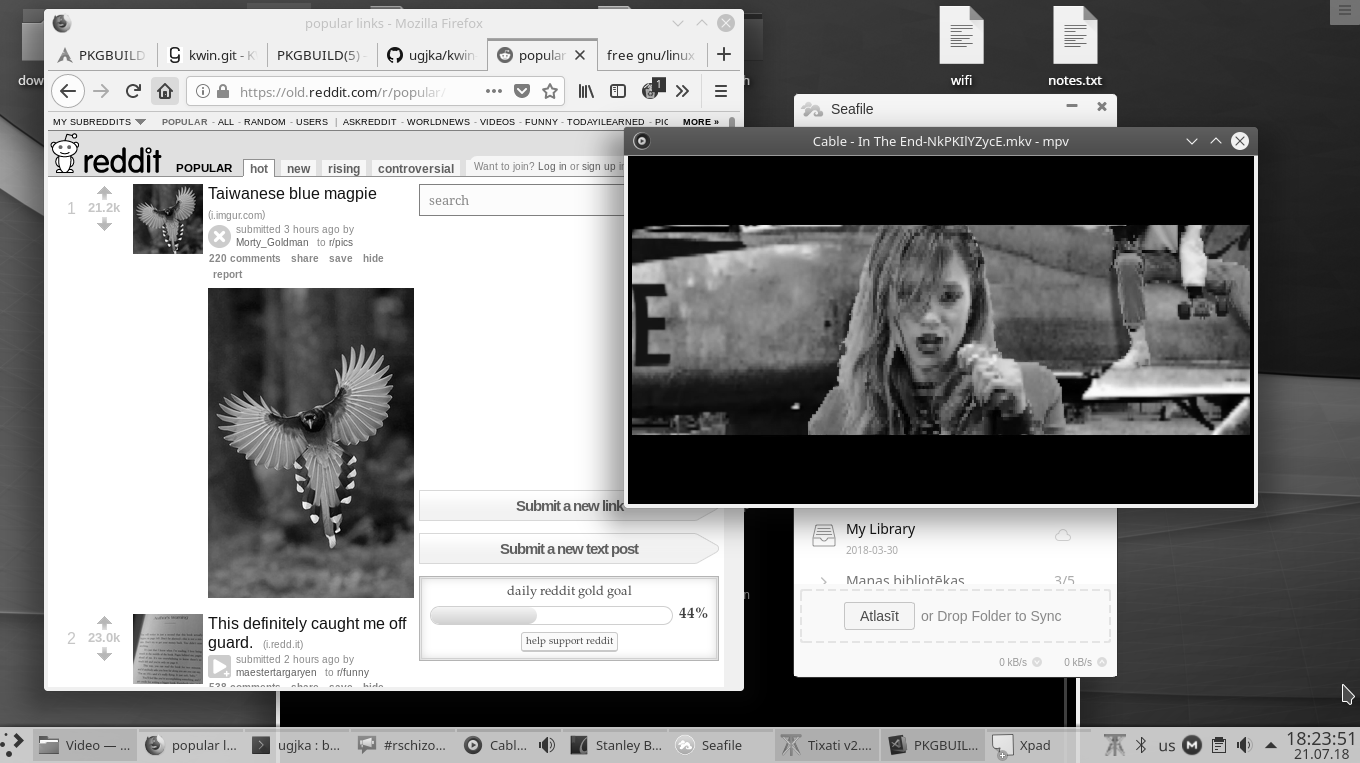 popular links - Mozilla Firefox
PKGBUILD
kwin.git - K
PKGBUILD(5)
ugjka/kwin
popular
free gnu/linux
https://old.reddit.com/r/popular/
1
MY SUBREDDITS
POPULAR - ALL - RANDOM - USERS | ASKREDDIT - WORLDNEWS - VIDEOS - FUNNY - TODAYILEARNED - PIC
MORE »
reddit
POPULAR
hot
new
rising
controversial
Want to join? Log in or sign up in
1
21.2k
Taiwanese blue magpie
(i.imgur.com)
submitted 3 hours ago by
Morty_Goldman to r/pics
220 comments share save hide
report
search
Submit a new link
Submit a new text post
daily reddit gold goal
44%
help support reddit
2
23.0k
This definitely caught me off
guard. (i.redd.it)
submitted 2 hours ago by
maestertargaryen to r/funny
538 comments share save hide
wifi
notes.txt
dow
h
Seafile
Cable - In The End-NkPKIlYZycE.mkv - mpv
E
My Library
2018-03-30
Manas bibliotēkas
3/5
Atlasīt
or Drop Folder to Sync
0 kB/s
0 kB/s
n
Video — ...
popular l...
ugjka : b...
#rschizo...
Cabl...
Stanley B...
Seafile
Tixati v2....
PKGBUIL...
Xpad
us
18:23:51
21.07.18